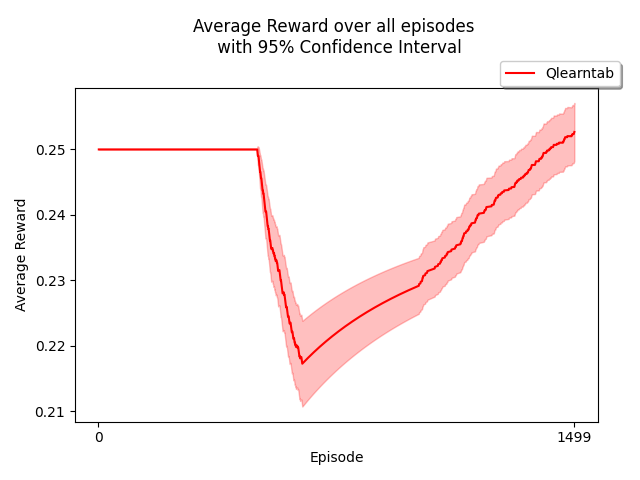 Average Reward over all episodes
with 95% Confidence Interval
Qlearntab
0.25
0.24
0.23
0.22
0.21
Average Reward
0
1499
Episode